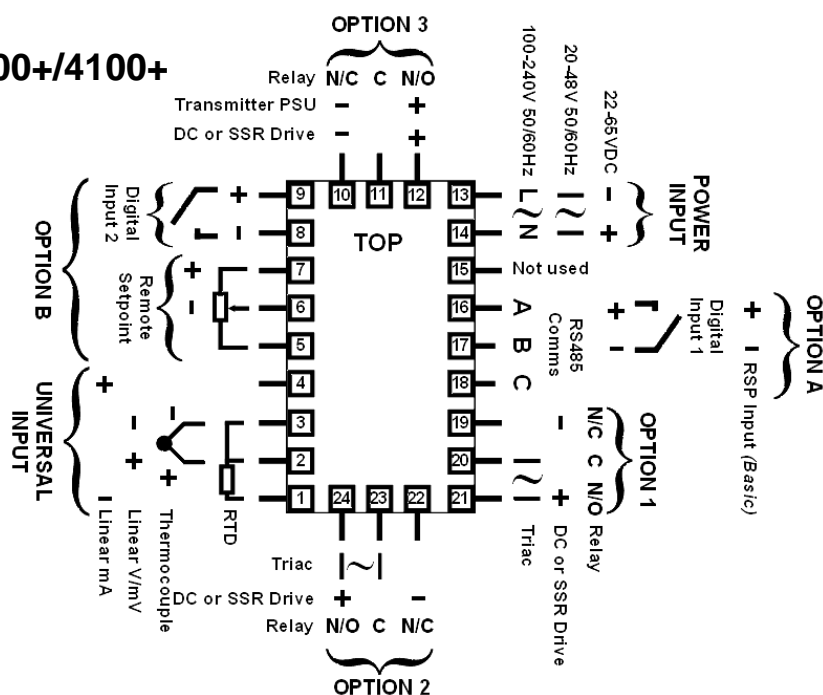 OPTION 3
00+/4100+
Relay N/C C N/O
Transmitter PSU – +
DC or SSR Drive – +
100-240V 50/60Hz
20-48V 50/60Hz
22-65VDC
POWER INPUT
L ~ N
~
– +
TOP
9 10 11 12 13
8 14
7 15
6 16
5 17
4 18
3 19
2 20
1 24 23 22 21
Not used
OPTION B
Digital Input 2
+ –
Remote Setpoint
+ –
UNIVERSAL INPUT
+ – Linear mA
– + Linear V/mV
– + Thermocouple
RTD
OPTION A
A B C
RS485 Comms
+ –
Digital Input 1
+ – RSP Input (Basic)
OPTION 1
N/C C N/O Relay
– + DC or SSR Drive
~ Triac
Triac ~
DC or SSR Drive + –
Relay N/O C N/C
OPTION 2